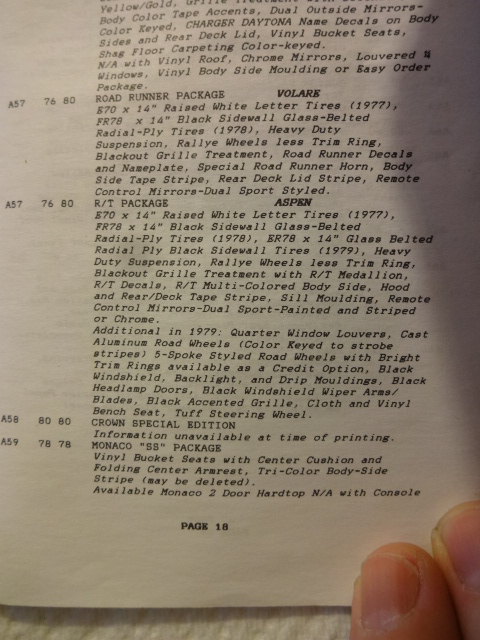 Yellow/Gold, Grille Treatment with
Body Color Tape Accents, Dual Outside Mirrors-
Body Color Keyed, CHARGER DAYTONA Name Decals on Body
Sides and Rear Deck Lid, Vinyl Bucket Seats,
Shag Floor Carpeting Color-keyed.
N/A with Vinyl Roof, Chrome Mirrors, Louvered ¼
Windows, Vinyl Body Side Moulding or Easy Order
Package.
A57 76 80 ROAD RUNNER PACKAGE VOLARE
E70 x 14" Raised White Letter Tires (1977),
FR78 x 14" Black Sidewall Glass-Belted
Radial-Ply Tires (1978), Heavy Duty
Suspension, Rallye Wheels less Trim Ring,
Blackout Grille Treatment, Road Runner Decals
and Nameplate, Special Road Runner Horn, Body
Side Tape Stripe, Rear Deck Lid Stripe, Remote
Control Mirrors-Dual Sport Styled.
A57 76 80 R/T PACKAGE ASPEN
E70 x 14" Raised White Letter Tires (1977),
FR78 x 14" Black Sidewall Glass-Belted
Radial-Ply Tires (1978), ER78 x 14" Glass Belted
Radial Ply Black Sidewall Tires (1979), Heavy
Duty Suspension, Rallye Wheels less Trim Ring,
Blackout Grille Treatment with R/T Medallion,
R/T Decals, R/T Multi-Colored Body Side, Hood
and Rear/Deck Tape Stripe, Sill Moulding, Remote
Control Mirrors-Dual Sport-Painted and Striped
or Chrome.
Additional in 1979: Quarter Window Louvers, Cast
Aluminum Road Wheels (Color Keyed to strobe
stripes) 5-Spoke Styled Road Wheels with Bright
Trim Rings available as a Credit Option, Black
Windshield, Backlight, and Drip Mouldings, Black
Headlamp Doors, Black Windshield Wiper Arms/
Blades, Black Accented Grille, Cloth and Vinyl
Bench Seat, Tuff Steering Wheel.
A58 80 80 CROWN SPECIAL EDITION
Information unavailable at time of printing.
A59 78 78 MONACO "SS" PACKAGE
Vinyl Bucket Seats with Center Cushion and
Folding Center Armrest, Tri-Color Body-Side
Stripe (may be deleted).
Available Monaco 2 Door Hardtop N/A with Console
PAGE 18